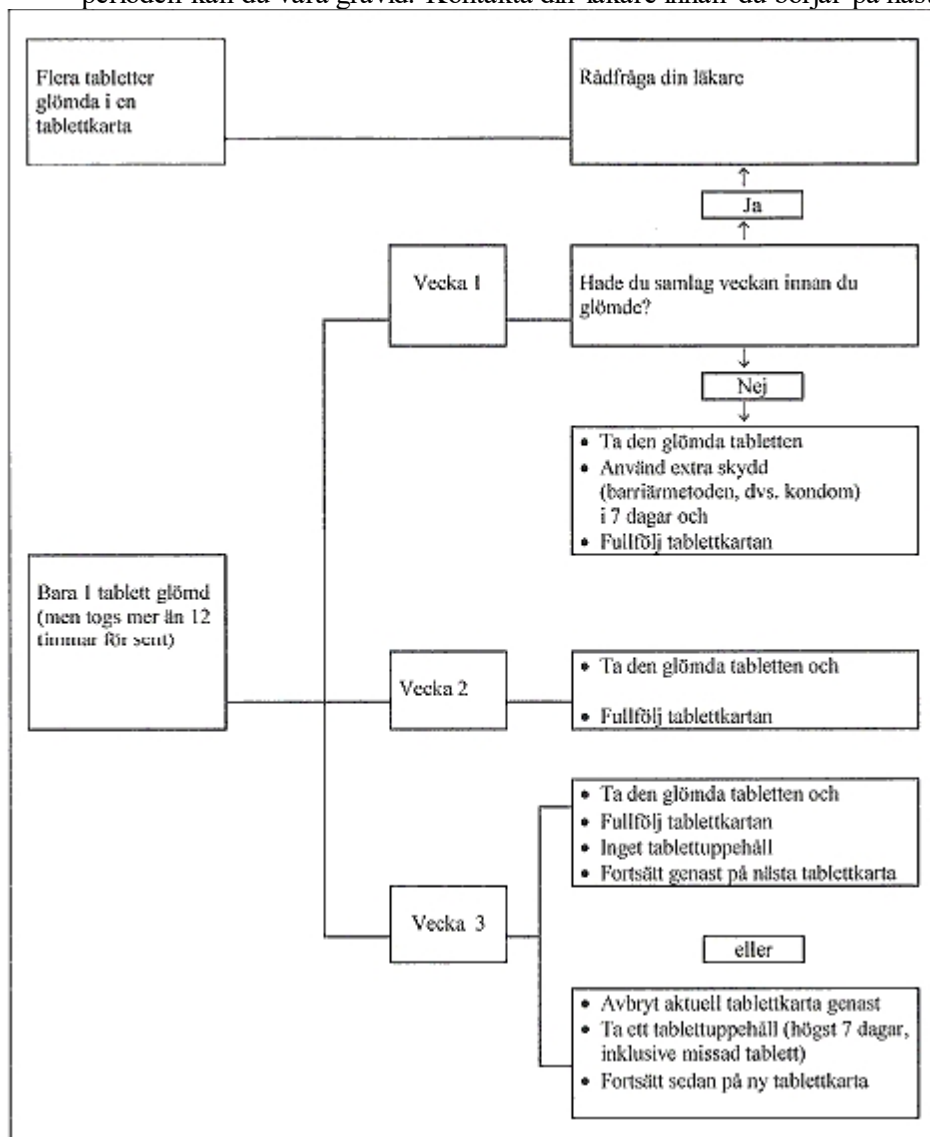 perioden kan du vara gravid. Kontakta din läkare innan du börjar på näst
Flera tabletter
glömda i en
tablettkarta
Rådfråga din läkare
Ja
Vecka 1
Hade du samlag veckan innan du
glömde?
Nej
• Ta den glömda tabletten
• Använd extra skydd
(barriärmetoden, dvs. kondom)
i 7 dagar och
• Fullfölj tablettkartan
Bara 1 tablett glömd
(men togs mer än 12
timmar för sent)
Vecka 2
• Ta den glömda tabletten och
• Fullfölj tablettkartan
Vecka 3
• Ta den glömda tabletten och
• Fullfölj tablettkartan
• Inget tablettuppehåll
• Fortsätt genast på nästa tablettkarta
eller
• Avbryt aktuell tablettkarta genast
• Ta ett tablettuppehåll (högst 7 dagar,
inklusive missad tablett)
• Fortsätt sedan på ny tablettkarta